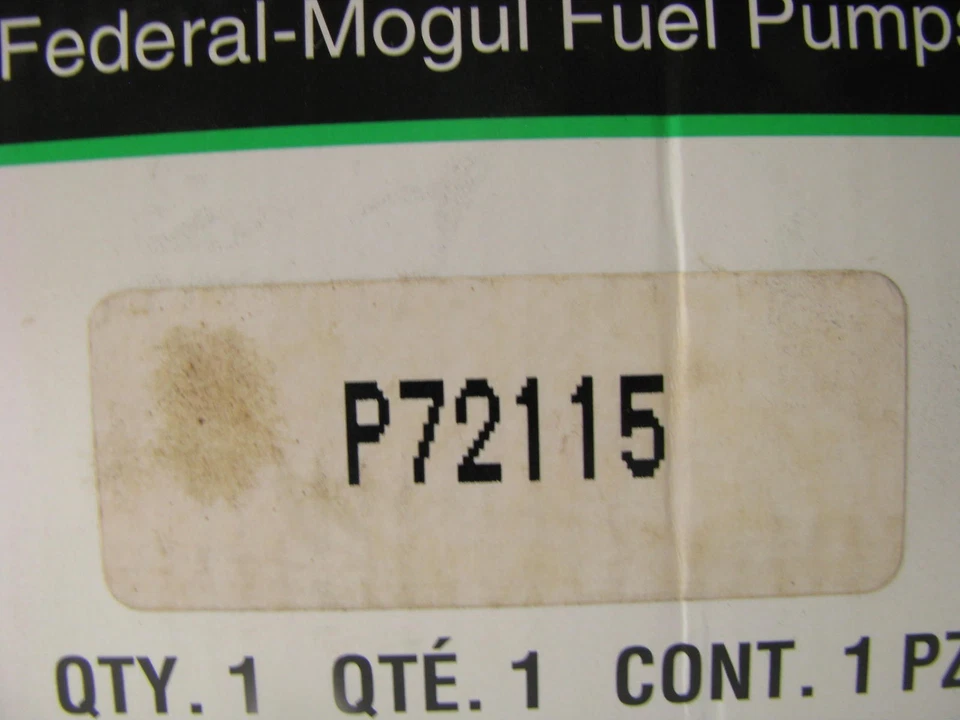 Federal-Mogul Fuel Pumps
P72115
QTY. 1 QTÉ. 1 CONT. 1 PZ